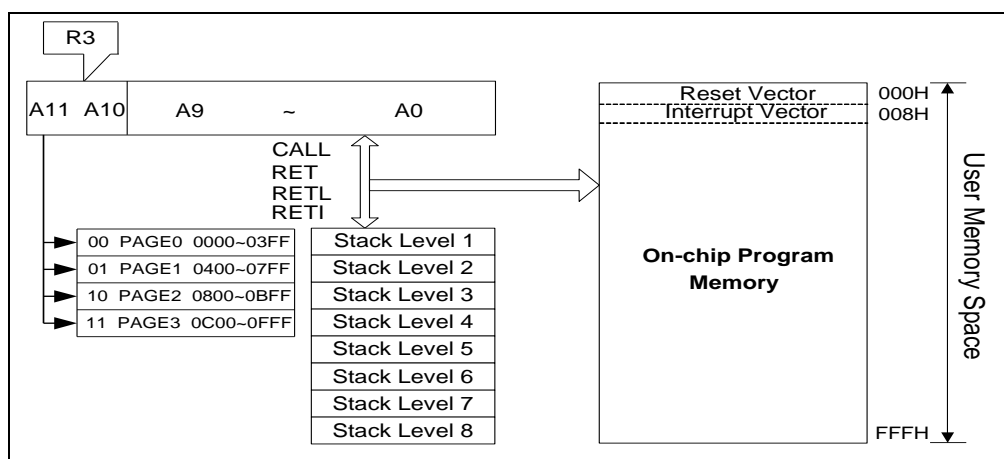 R3
A11 A10 A9 ~ A0
CALL
RET
RETL
RETI
00 PAGE0 0000~03FF
01 PAGE1 0400~07FF
10 PAGE2 0800~0BFF
11 PAGE3 0C00~0FFF
Stack Level 1
Stack Level 2
Stack Level 3
Stack Level 4
Stack Level 5
Stack Level 6
Stack Level 7
Stack Level 8
Reset Vector 000H
Interrupt Vector 008H
On-chip Program
Memory
FFFH
User Memory Space